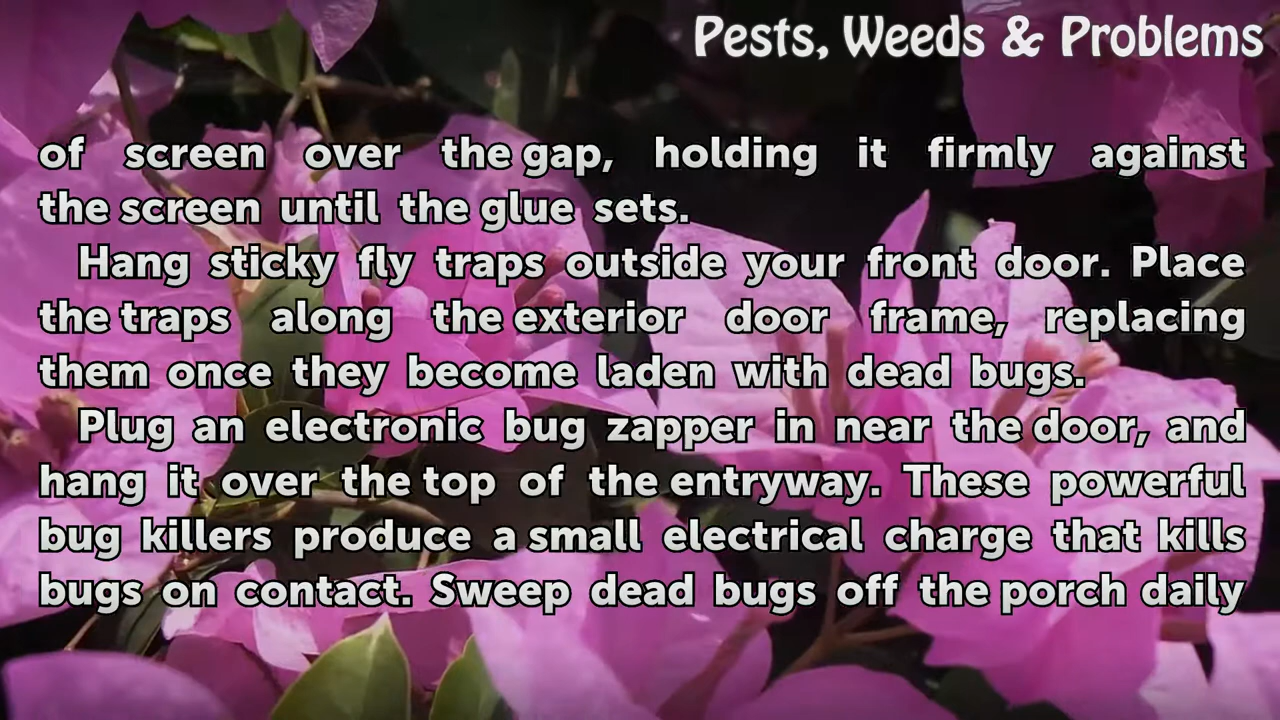 Pests, Weeds & Problems
of screen over the gap, holding it firmly against
the screen until the glue sets.
Hang sticky fly traps outside your front door. Place
the traps along the exterior door frame, replacing
them once they become laden with dead bugs.
Plug an electronic bug zapper in near the door, and
hang it over the top of the entryway. These powerful
bug killers produce a small electrical charge that kills
bugs on contact. Sweep dead bugs off the porch daily